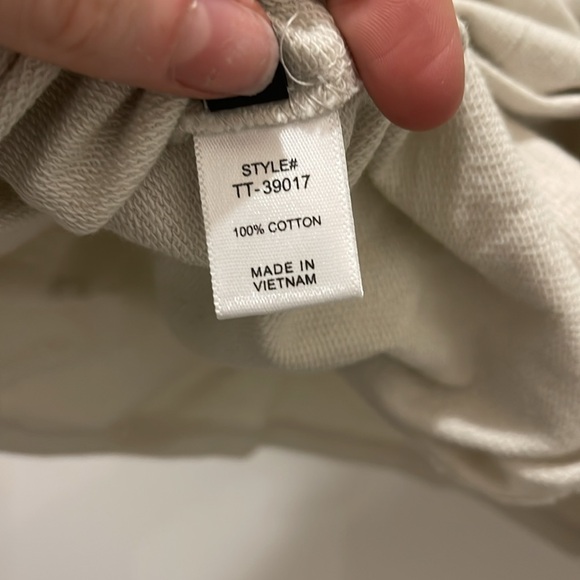 STYLE#
TT-39017
100% COTTON
MADE IN
VIETNAM